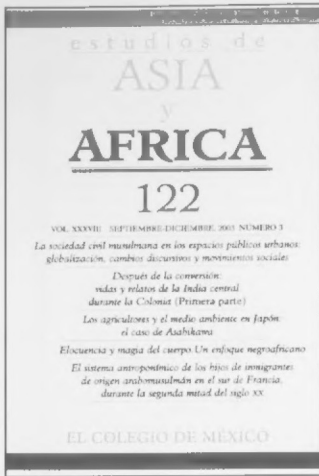 estudios de
ASIA
y
AFRICA
122
VOL. XXXVIII SEPTIEMBRE-DICIEMBRE, 2003 NÚMERO 3
La sociedad civil musulmana en los espacios públicos urbanos:
globalización, cambios discursivos y movimientos sociales
Después de la conversión:
vidas y relatos de la India central
durante la Colonia (Primera parte)
Los agricultores y el medio ambiente en Japón:
el caso de Asahikawa
Elocuencia y magia del cuerpo. Un enfoque negroafricano
El sistema antroponímico de los hijos de inmigrantes
de origen arabomusulmán en el sur de Francia,
durante la segunda mitad del siglo XX
EL COLEGIO DE MÉXICO